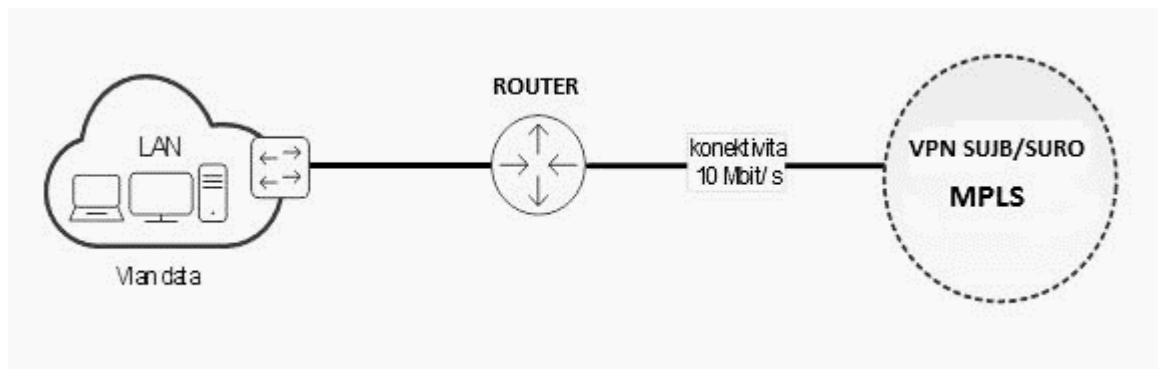 LAN
Vlan data
ROUTER
konektivita
10 Mbit/s
VPN SUJB/SURO
MPLS